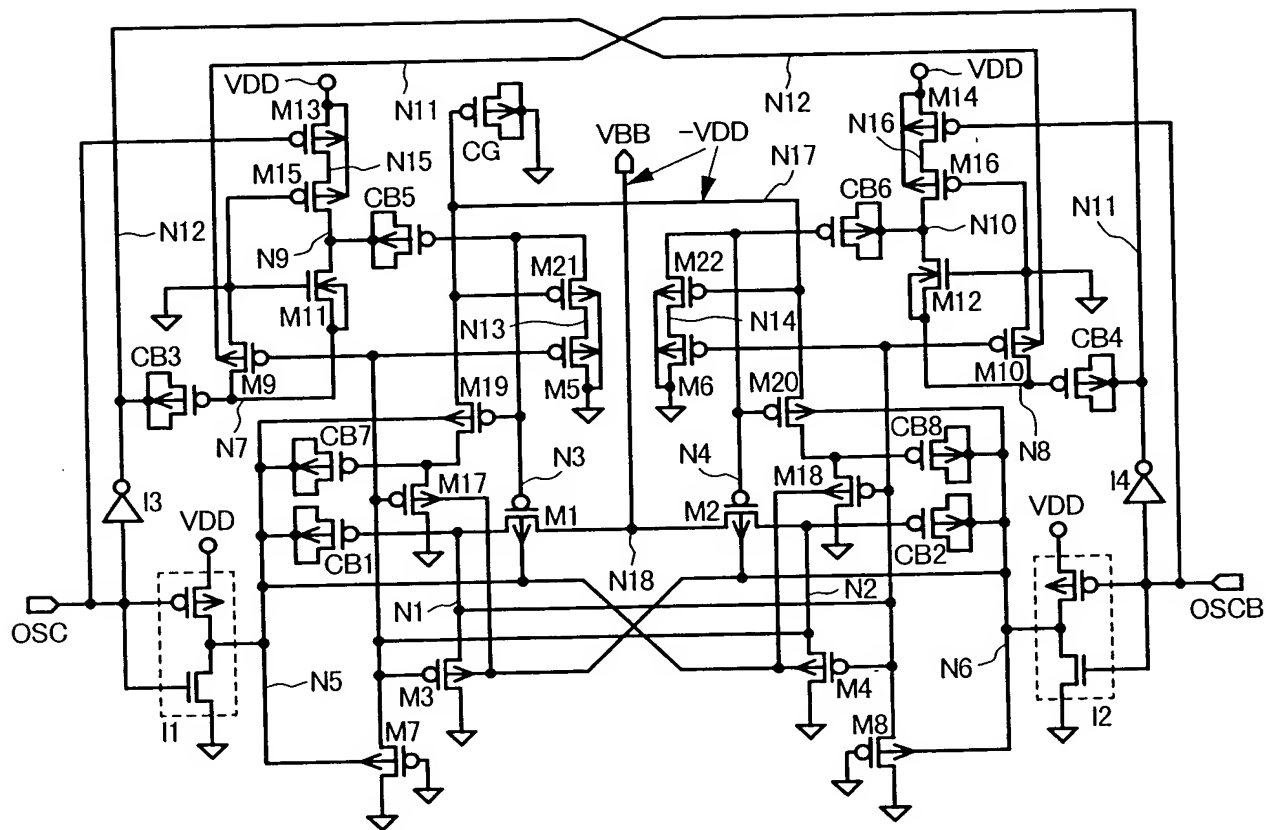 N11
N12
VDD
M13
N11
CG
VBB
-VDD
N17
VDD
M14
N16
M16
N15
M15
CB5
CB6
N10
N11
N12
N9
M21
M22
M11
N13
N14
M12
CB3
M9
M19
M5
M6
M20
M10
CB4
N7
CB7
N3
N4
CB8
N8
M17
M18
I3
I4
VDD
M1
M2
VDD
CB1
CB2
N18
OSC
N1
N2
OSCB
N5
M3
M4
N6
I1
M7
M8
I2